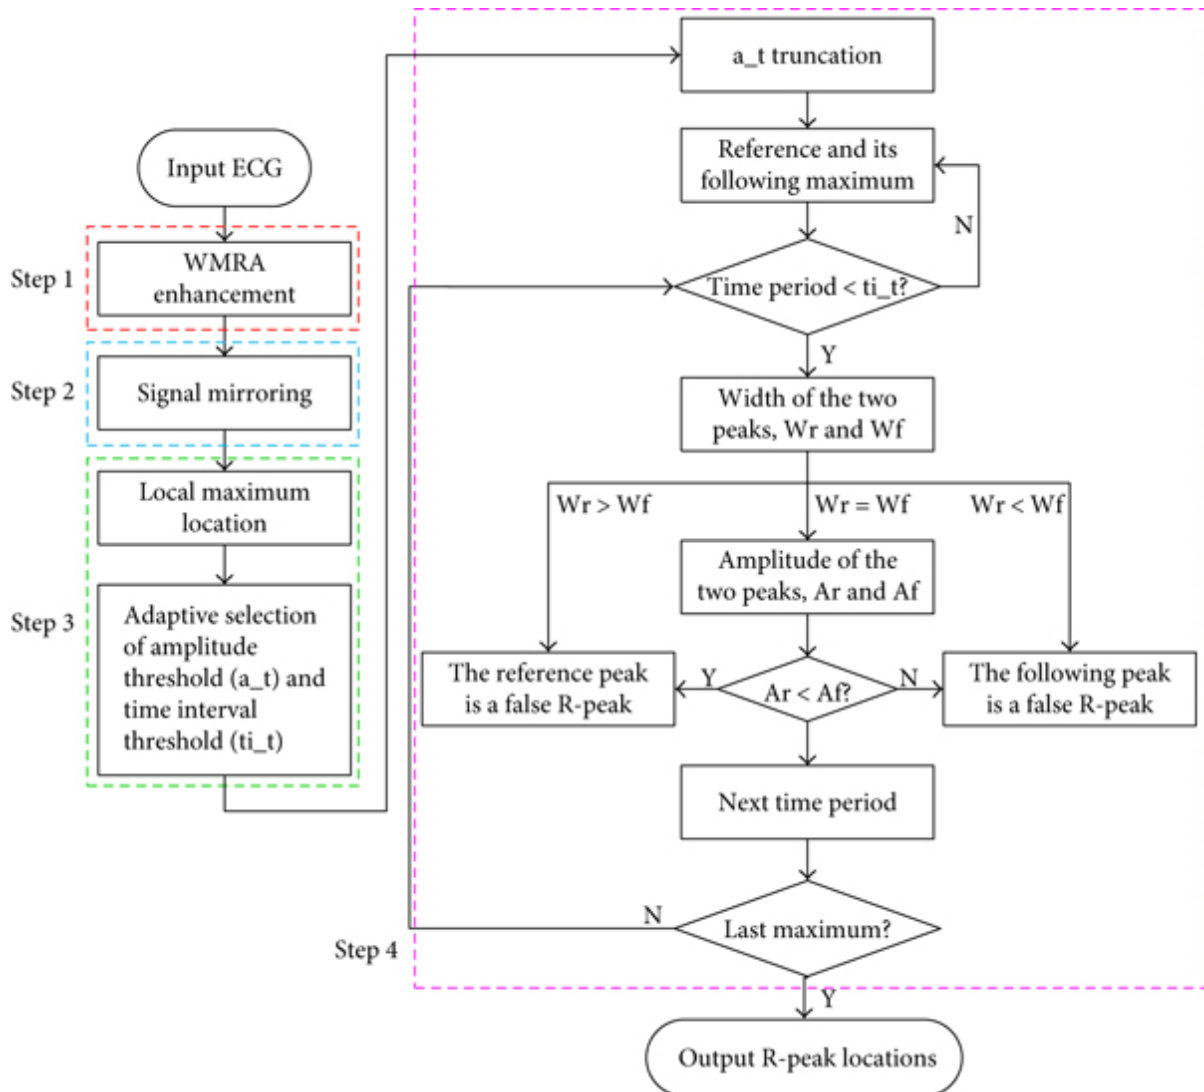 Input ECG
Step 1
WMRA
enhancement
Step 2
Signal mirroring
Step 3
Local maximum
location
Adaptive selection
of amplitude
threshold (a_t) and
time interval
threshold (ti_t)
Step 4
a_t truncation
Reference and its
following maximum
N
Time period < ti_t?
Y
Width of the two
peaks, Wr and Wf
Wr > Wf
Wr = Wf
Wr < Wf
Amplitude of the
two peaks, Ar and Af
The reference peak
is a false R-peak
Y
Ar < Af?
N
The following peak
is a false R-peak
Next time period
N
Last maximum?
Y
Output R-peak locations